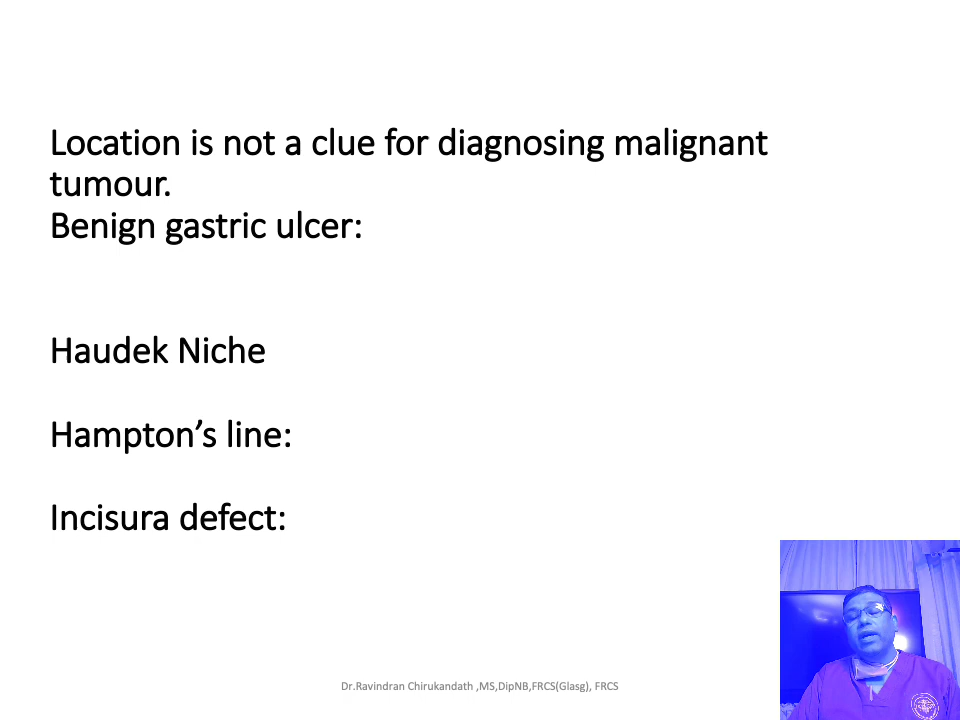 Location is not a clue for diagnosing malignant
tumour.
Benign gastric ulcer:
Haudek Niche
Hampton’s line:
Incisura defect:
Dr.Ravindran Chirukandath ,MS,DipNB,FRCS(Glasg), FRCS